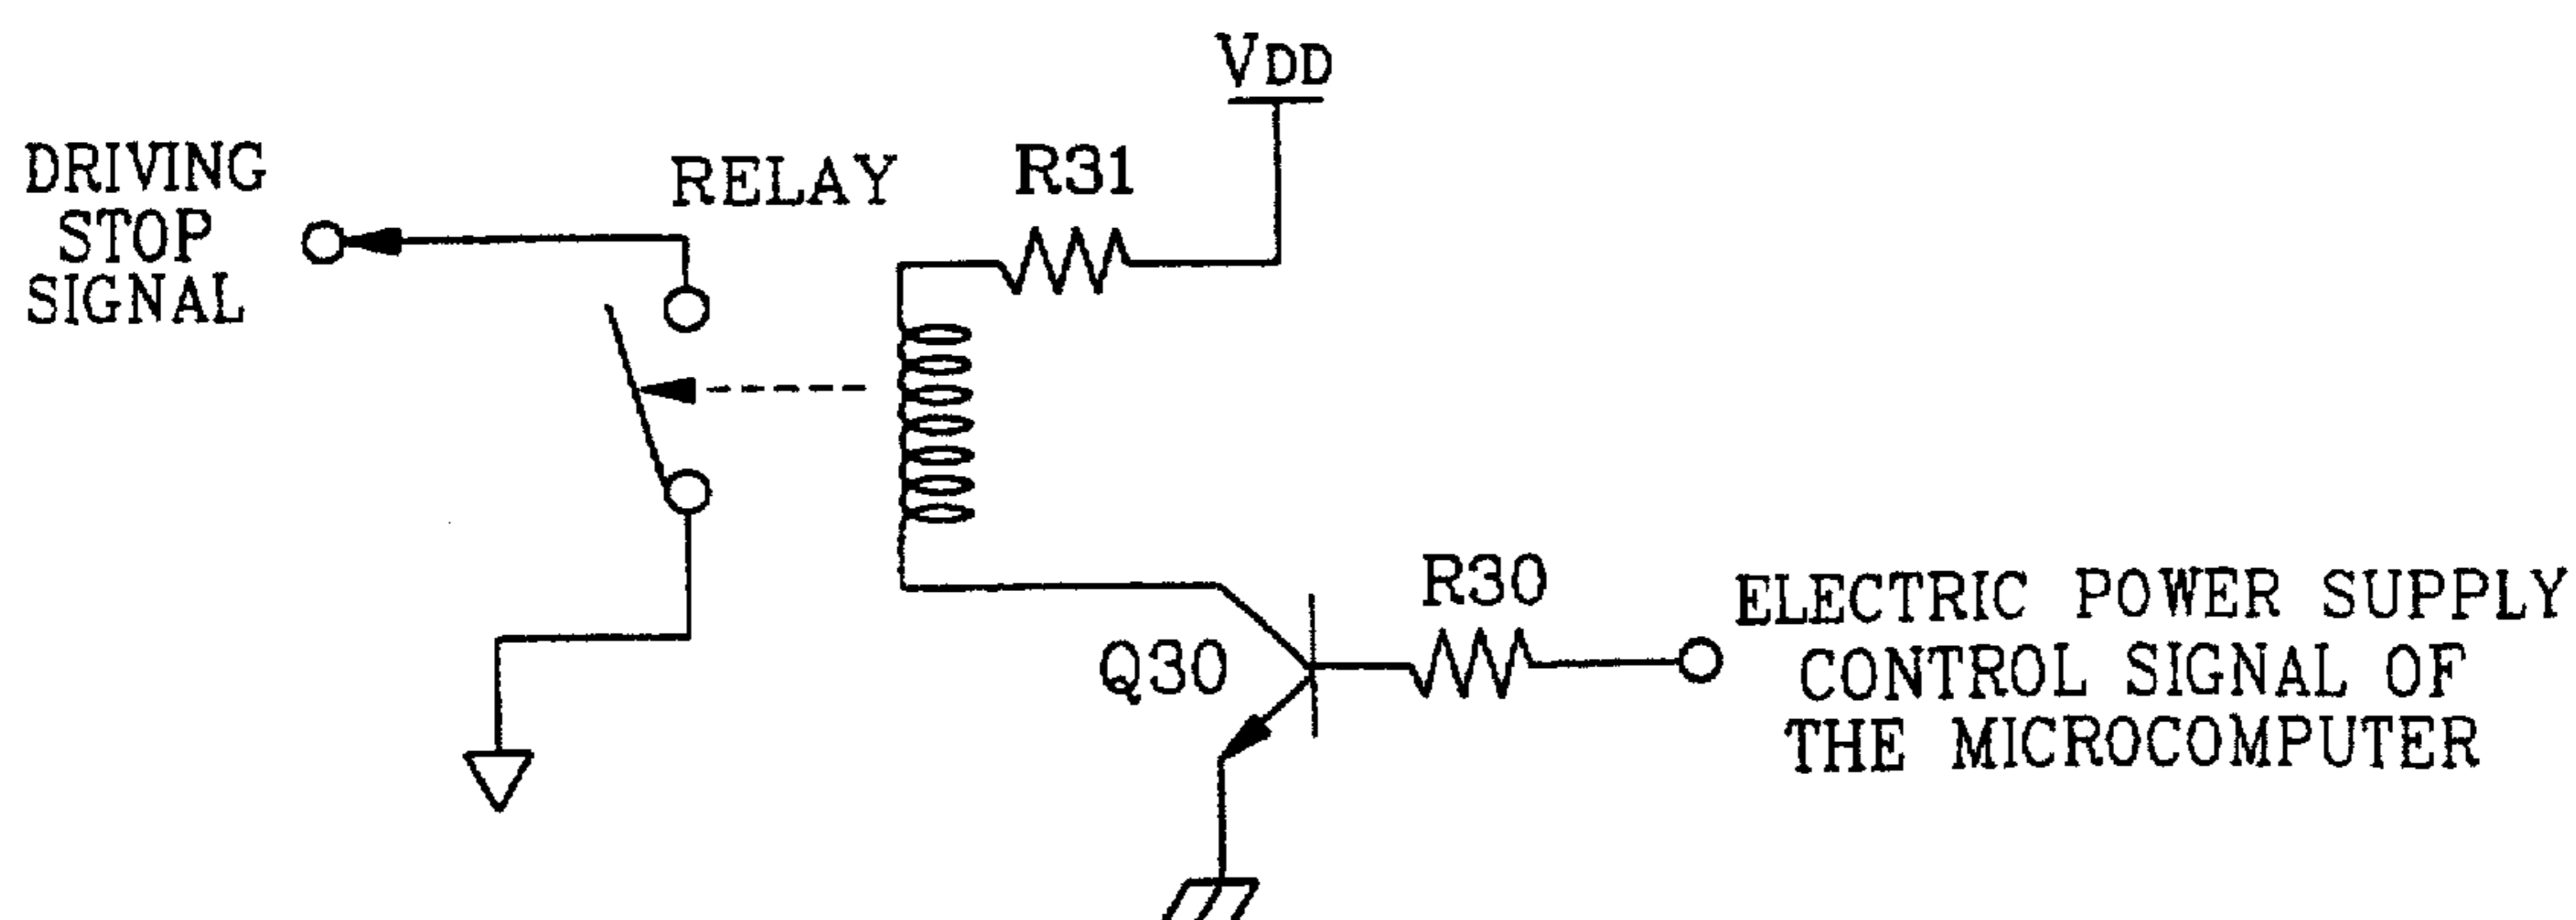 VDD
DRIVING
STOP
SIGNAL
RELAY
R31
R30
Q30
ELECTRIC POWER SUPPLY
CONTROL SIGNAL OF
THE MICROCOMPUTER